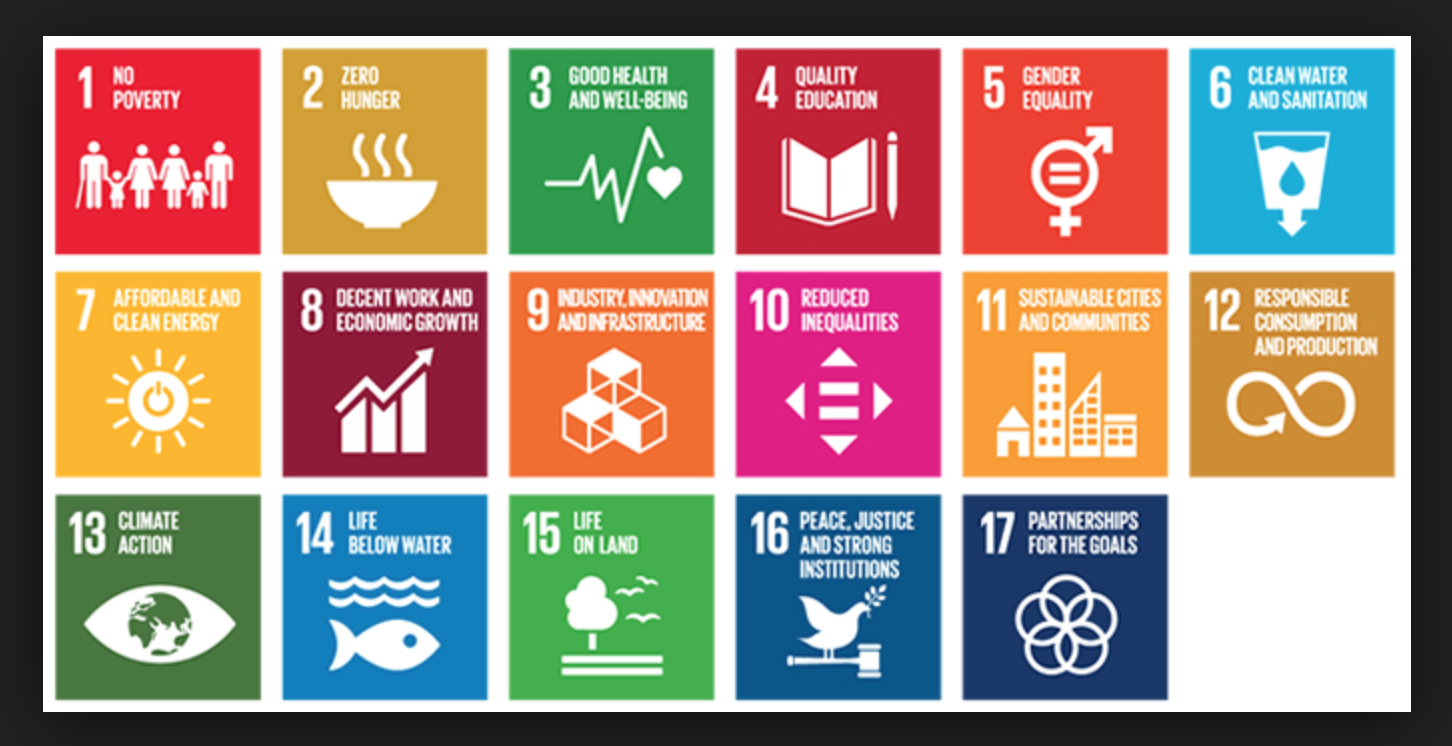 1 NO
POVERTY
2 ZERO
HUNGER
3 GOOD HEALTH
AND WELL-BEING
4 QUALITY
EDUCATION
5 GENDER
EQUALITY
6 CLEAN WATER
AND SANITATION
7 AFFORDABLE AND
CLEAN ENERGY
8 DECENT WORK AND
ECONOMIC GROWTH
9 INDUSTRY, INNOVATION
AND INFRASTRUCTURE
10 REDUCED
INEQUALITIES
11 SUSTAINABLE CITIES
AND COMMUNITIES
12 RESPONSIBLE
CONSUMPTION
AND PRODUCTION
13 CLIMATE
ACTION
14 LIFE
BELOW WATER
15 LIFE
ON LAND
16 PEACE, JUSTICE
AND STRONG
INSTITUTIONS
17 PARTNERSHIPS
FOR THE GOALS